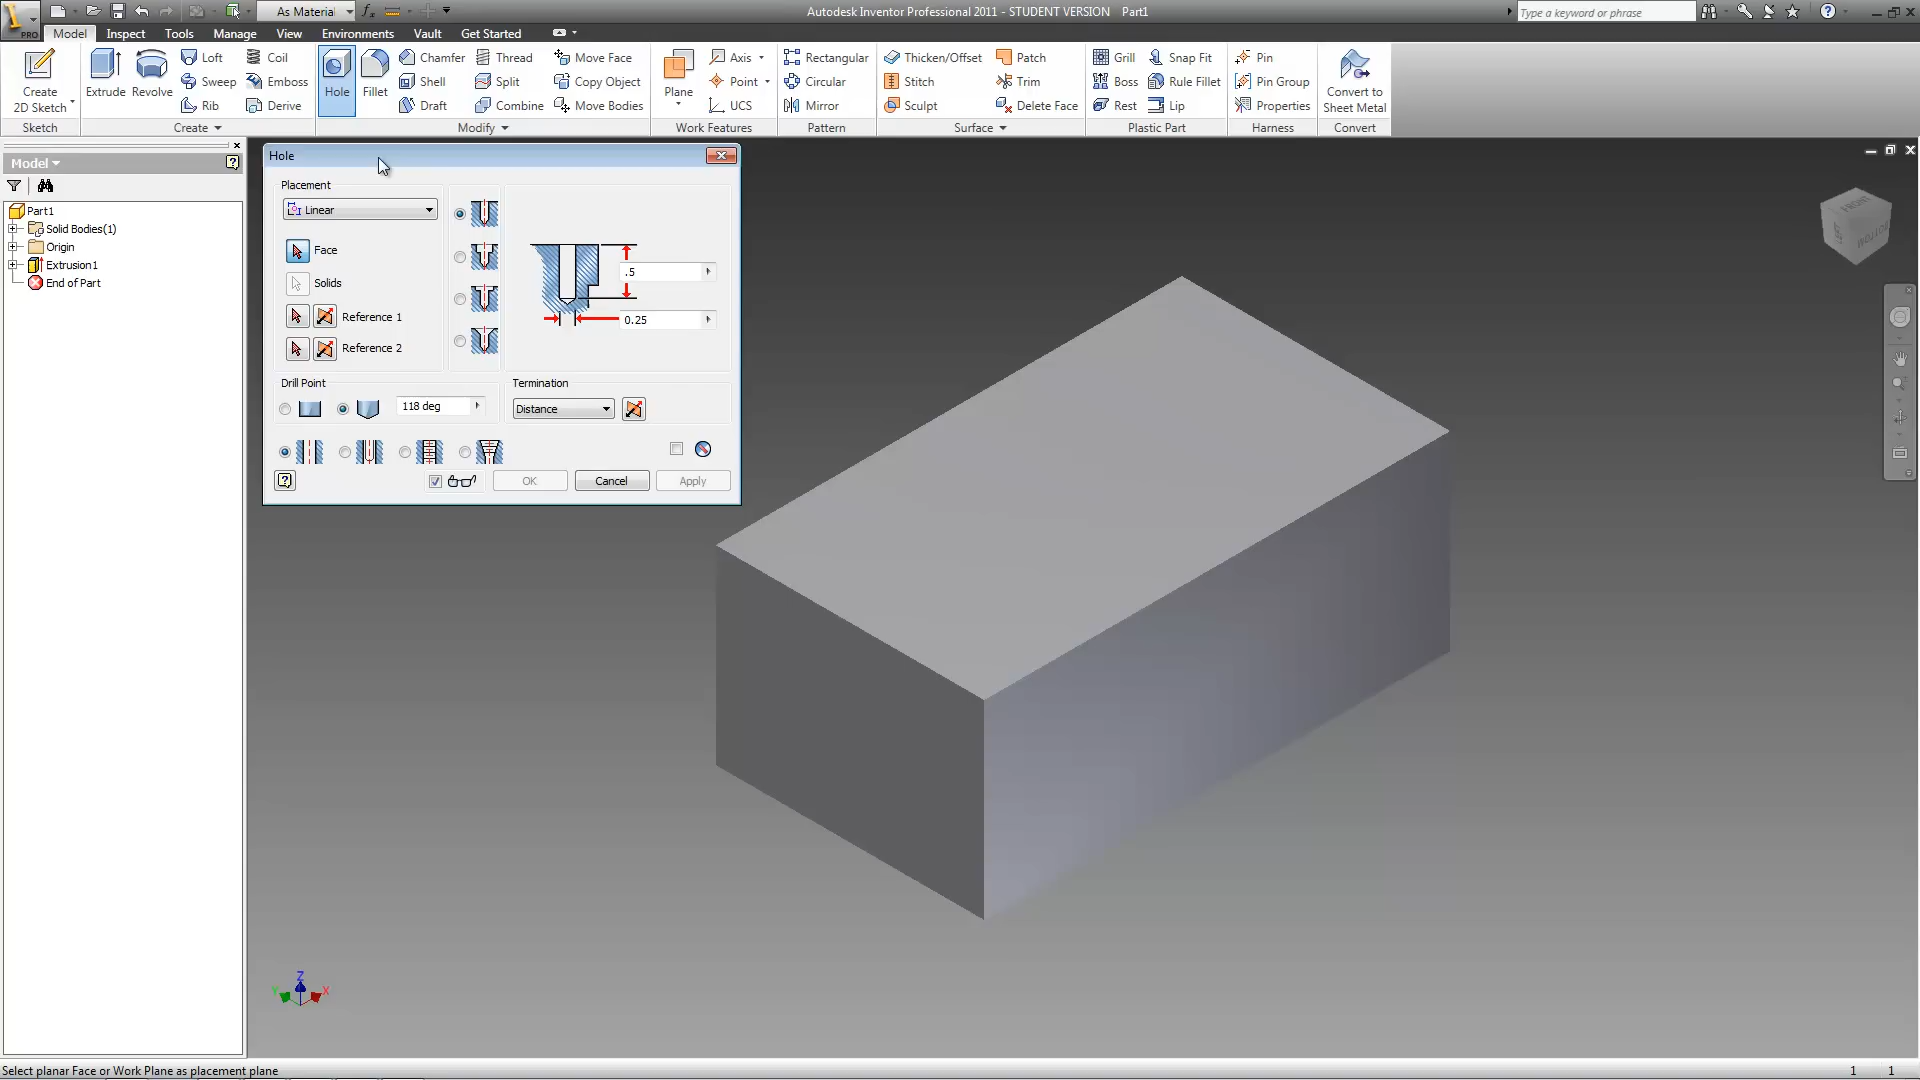 As Material
Autodesk Inventor Professional 2011 - STUDENT VERSION Part1
Type a keyword or phrase
PRO
Model Inspect Tools Manage View Environments Vault Get Started
Create 2D Sketch
Extrude
Revolve
Loft
Sweep
Rib
Coil
Emboss
Derive
Hole
Fillet
Chamfer
Shell
Draft
Thread
Split
Combine
Move Face
Copy Object
Move Bodies
Plane
Axis
Point
UCS
Rectangular
Circular
Mirror
Thicken/Offset
Stitch
Sculpt
Patch
Trim
Delete Face
Grill
Boss
Rest
Snap Fit
Rule Fillet
Lip
Pin
Pin Group
Properties
Convert to Sheet Metal
Sketch Create Modify Work Features Pattern Surface Plastic Part Harness Convert
Model
Part1
Solid Bodies(1)
Origin
Extrusion1
End of Part
Hole
Placement
Linear
Face
Solids
Reference 1
Reference 2
.5
0.25
Drill Point
118 deg
Termination
Distance
OK Cancel Apply
FRONT
BOTTOM
Z
Y
X
Select planar Face or Work Plane as placement plane
1 1